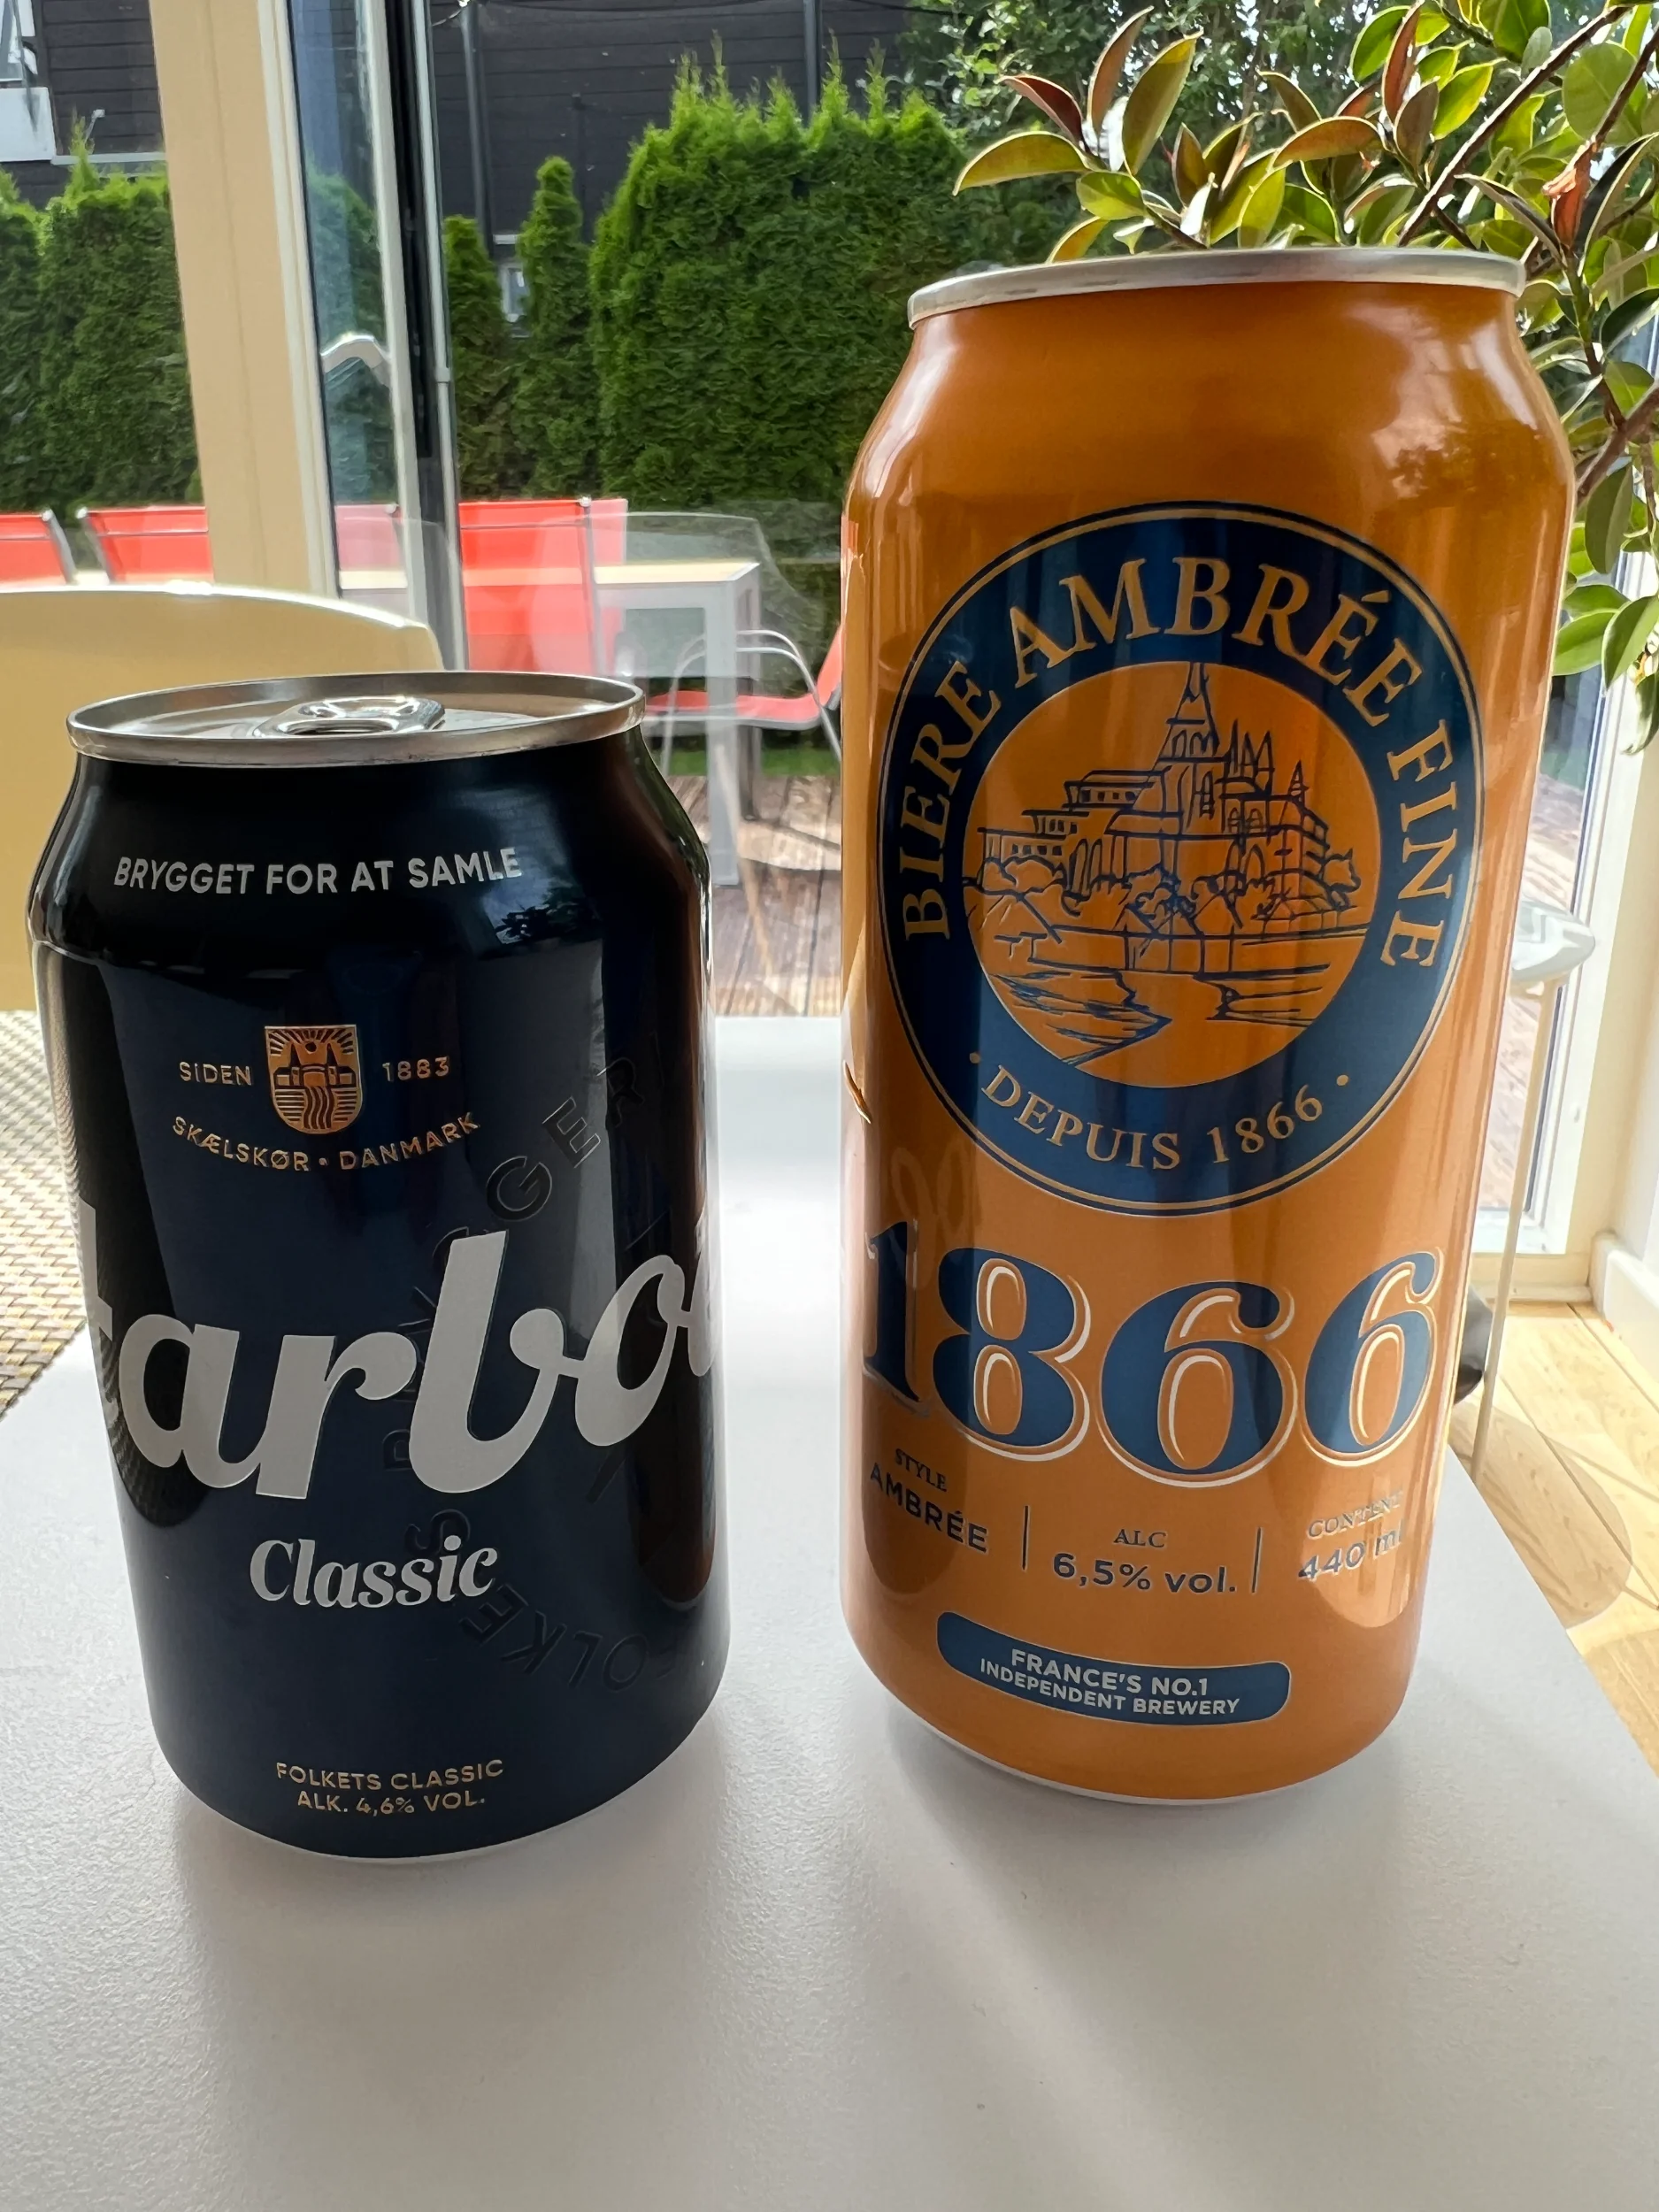 BRYGGET FOR AT SAMLE
SIDEN 1883
SKÆLSKØR • DANMARK
Classic
FOLKETS CLASSIC
ALK. 4,6% VOL.
BIERE AMBRÉE FINE
• DEPUIS 1866 •
1866
STYLE
AMBRÉE
ALC
6,5% vol.
CONTENT
440 ml
FRANCE'S NO.1
INDEPENDENT BREWERY